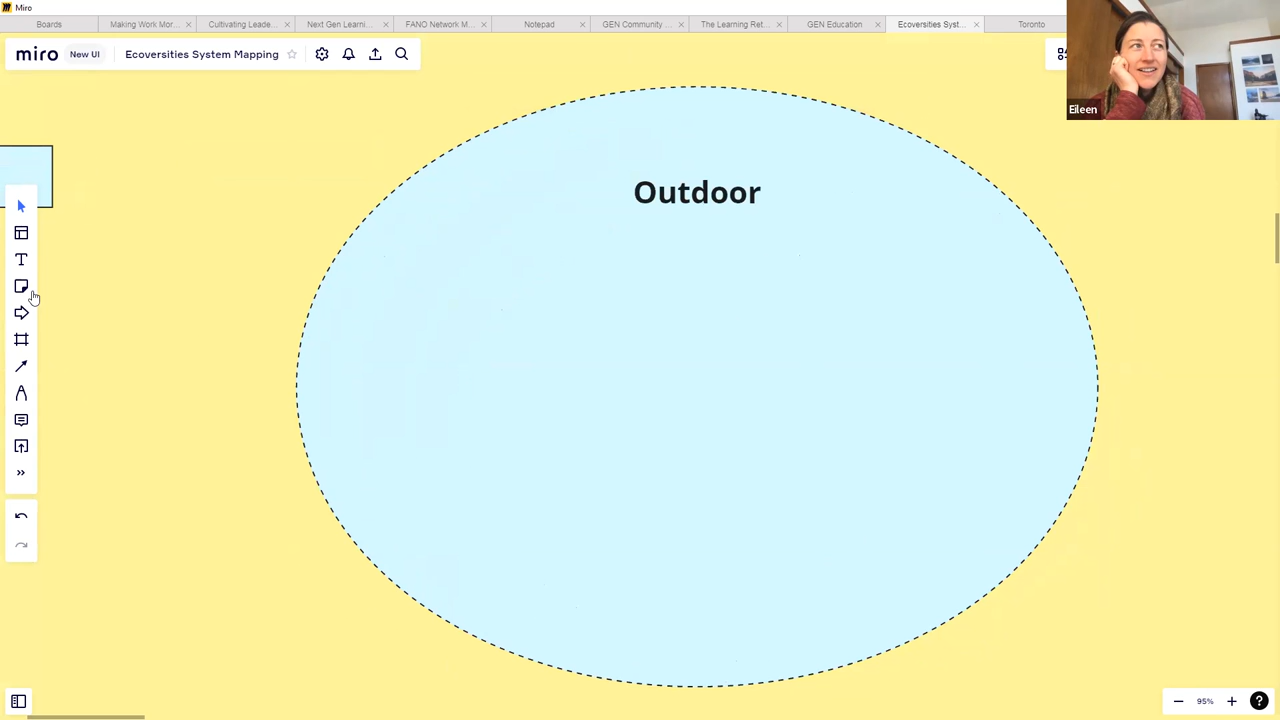 Miro
Boards
Making Work Mor...
Cultivating Leade...
Next Gen Learni...
FANO Network M...
Notepad
GEN Community ...
The Learning Ret...
GEN Education
Ecoversities Syst...
Toronto
miro
New UI
Ecoversities System Mapping
Eileen
Outdoor
95%